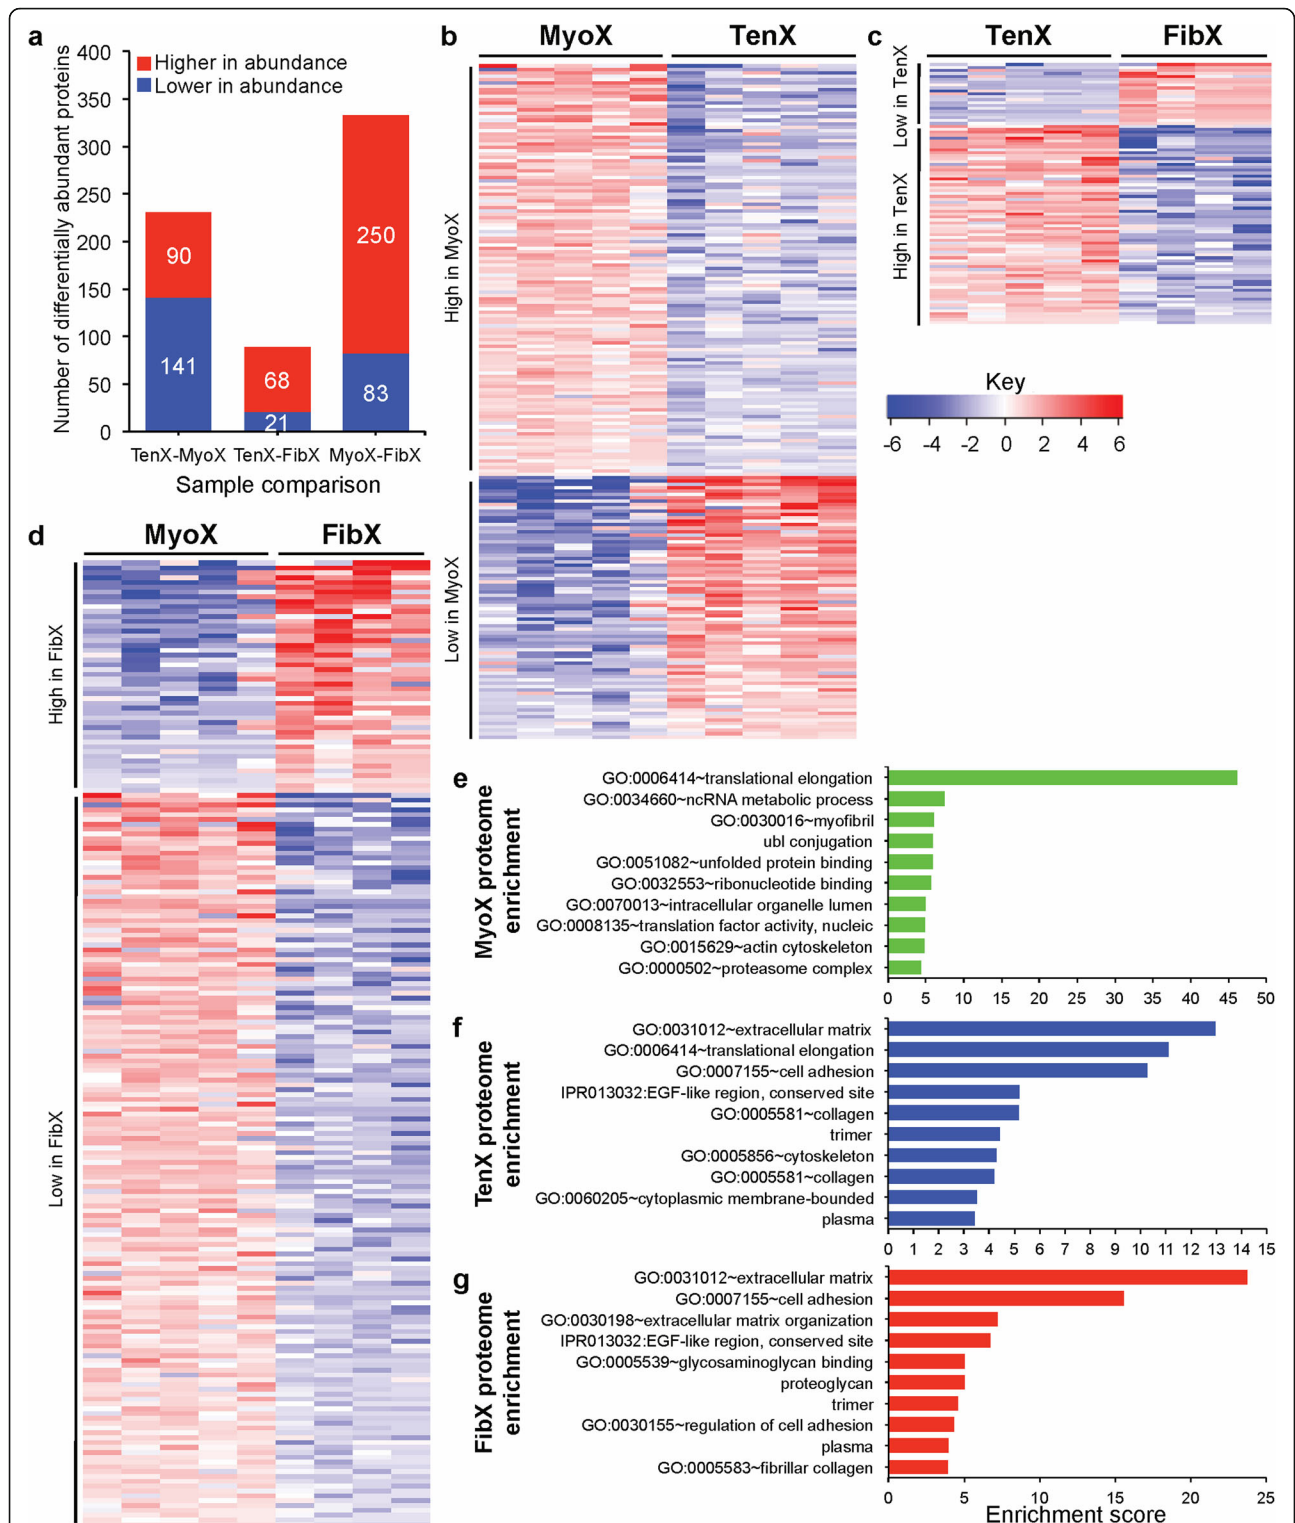 a
400
350
300
250
200
150
100
50
0
Number of differentially abundant proteins
Higher in abundance
Lower in abundance
90
141
68
21
250
83
TenX-MyoX TenX-FibX MyoX-FibX
Sample comparison
b
MyoX TenX
High in MyoX
Low in MyoX
c
TenX FibX
Low in TenX
High in TenX
Key
-6 -4 -2 0 2 4 6
d
MyoX FibX
High in FibX
Low in FibX
e
MyoX proteome
enrichment
GO:0006414~translational elongation
GO:0034660~ncRNA metabolic process
GO:0030016~myofibril
ubl conjugation
GO:0051082~unfolded protein binding
GO:0032553~ribonucleotide binding
GO:0070013~intracellular organelle lumen
GO:0008135~translation factor activity, nucleic
GO:0015629~actin cytoskeleton
GO:0000502~proteasome complex
0 5 10 15 20 25 30 35 40 45 50
f
TenX proteome
enrichment
GO:0031012~extracellular matrix
GO:0006414~translational elongation
GO:0007155~cell adhesion
IPR013032:EGF-like region, conserved site
GO:0005581~collagen
trimer
GO:0005856~cytoskeleton
GO:0005581~collagen
GO:0060205~cytoplasmic membrane-bounded
plasma
0 1 2 3 4 5 6 7 8 9 10 11 12 13 14 15
g
FibX proteome
enrichment
GO:0031012~extracellular matrix
GO:0007155~cell adhesion
GO:0030198~extracellular matrix organization
IPR013032:EGF-like region, conserved site
GO:0005539~glycosaminoglycan binding
proteoglycan
trimer
GO:0030155~regulation of cell adhesion
plasma
GO:0005583~fibrillar collagen
0 5 10 15 20 25
Enrichment score